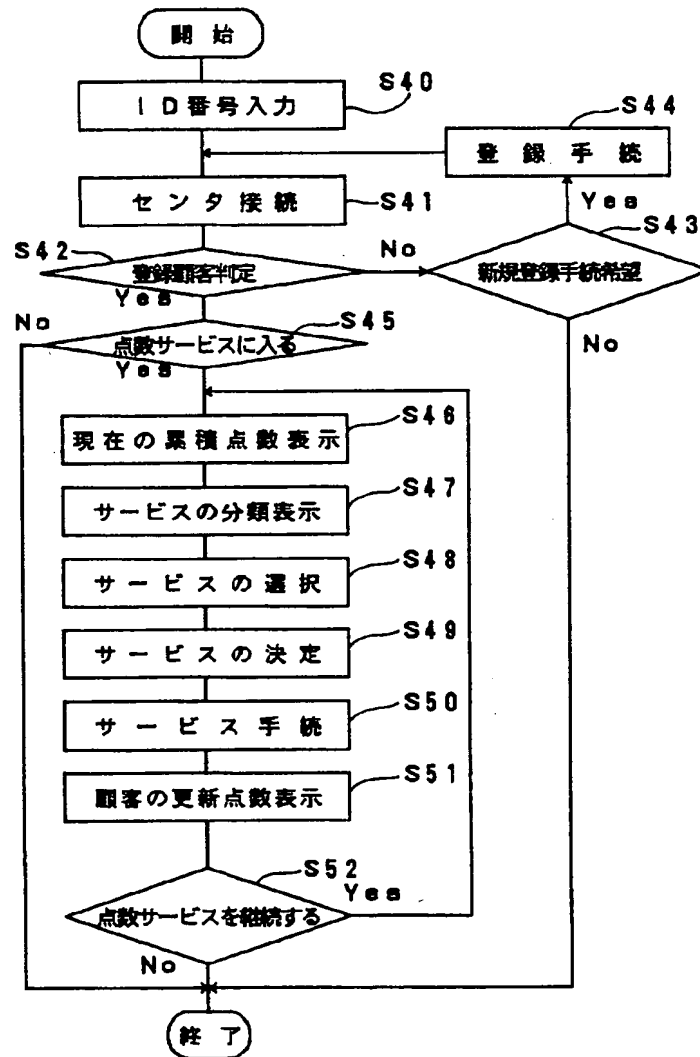 開始
ID番号入力
S40
S44
登録手続
センタ接続
S41
Yes
S43
S42
登録顧客判定
No
新規登録手続希望
Yes
No
S45
点数サービスに入る
No
Yes
現在の累積点数表示
S46
サービスの分類表示
S47
サービスの選択
S48
サービスの決定
S49
サービス手続
S50
顧客の更新点数表示
S51
S52
点数サービスを継続する
Yes
No
終了